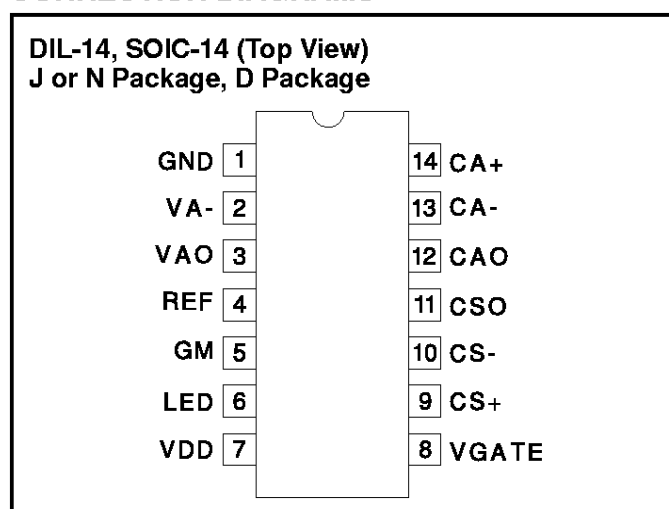 DIL-14, SOIC-14 (Top View)
J or N Package, D Package
GND 1 14 CA+
VA- 2 13 CA-
VAO 3 12 CAO
REF 4 11 CSO
GM 5 10 CS-
LED 6 9 CS+
VDD 7 8 VGATE